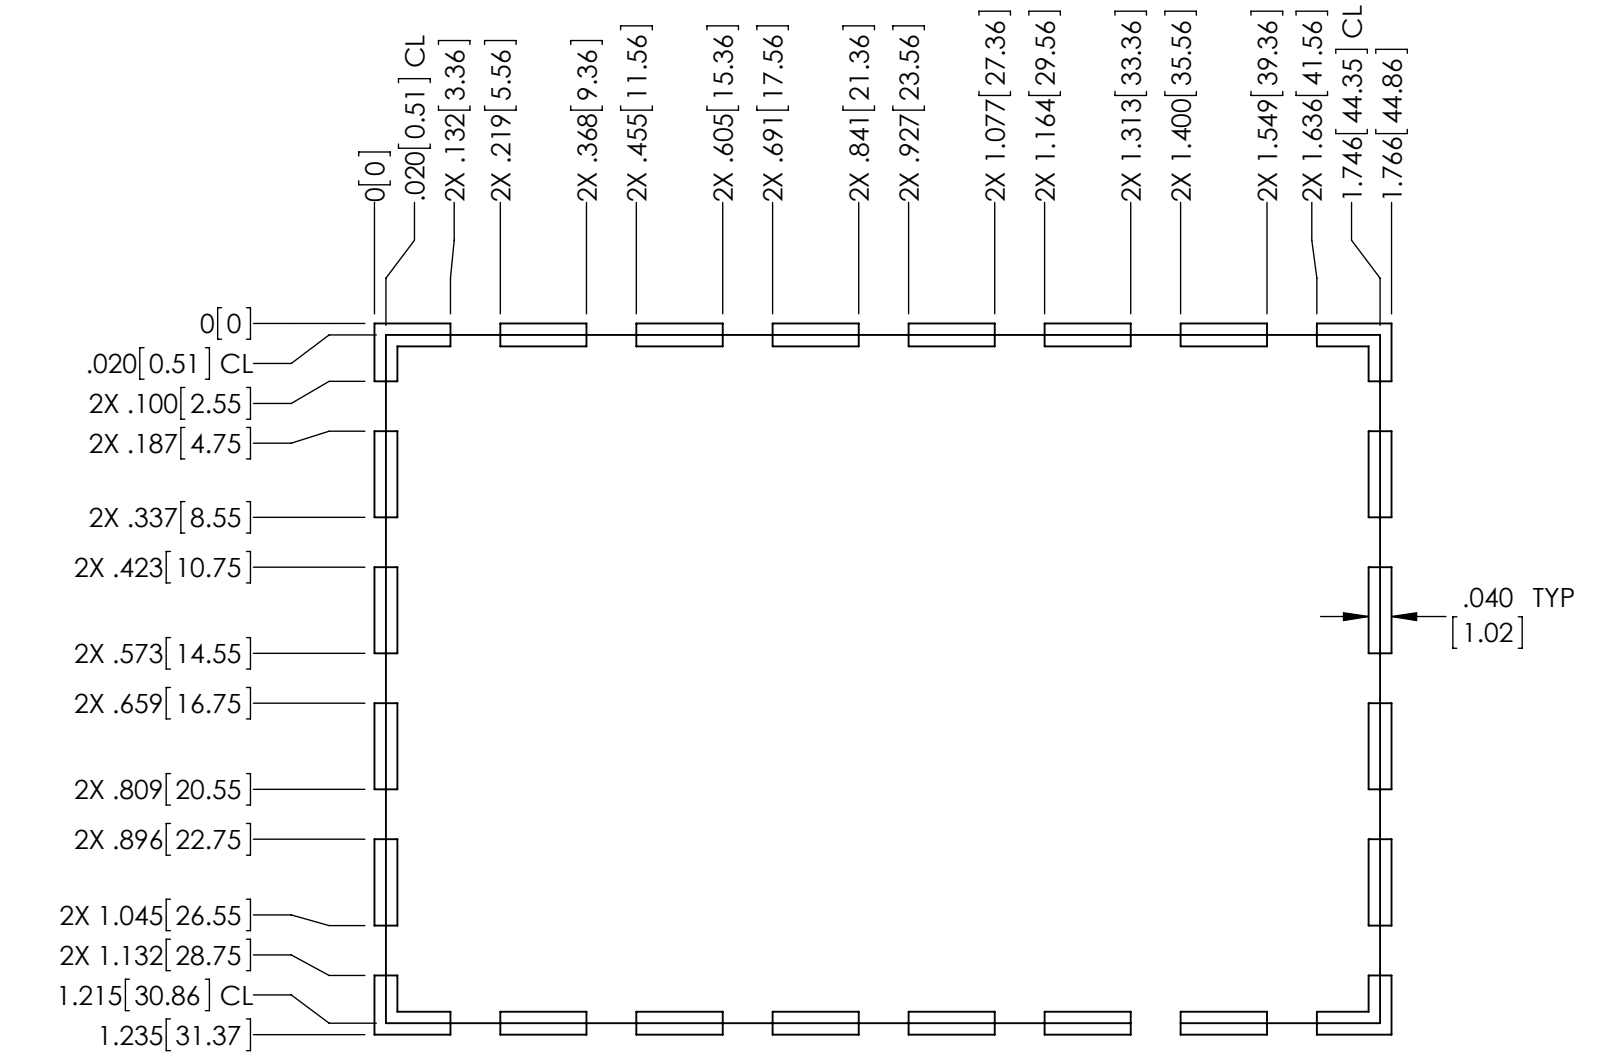 0[0]
.020[0.51] CL
2X .132[3.36]
2X .219[5.56]
2X .368[9.36]
2X .455[11.56]
2X .605[15.36]
2X .691[17.56]
2X .841[21.36]
2X .927[23.56]
2X 1.077[27.36]
2X 1.164[29.56]
2X 1.313[33.36]
2X 1.400[35.56]
2X 1.549[39.36]
2X 1.636[41.56]
1.746[44.35] CL
1.766[44.86]
0[0]
.020[0.51] CL
2X .100[2.55]
2X .187[4.75]
2X .337[8.55]
2X .423[10.75]
2X .573[14.55]
2X .659[16.75]
2X .809[20.55]
2X .896[22.75]
2X 1.045[26.55]
2X 1.132[28.75]
1.215[30.86] CL
1.235[31.37]
.040 TYP
[1.02]